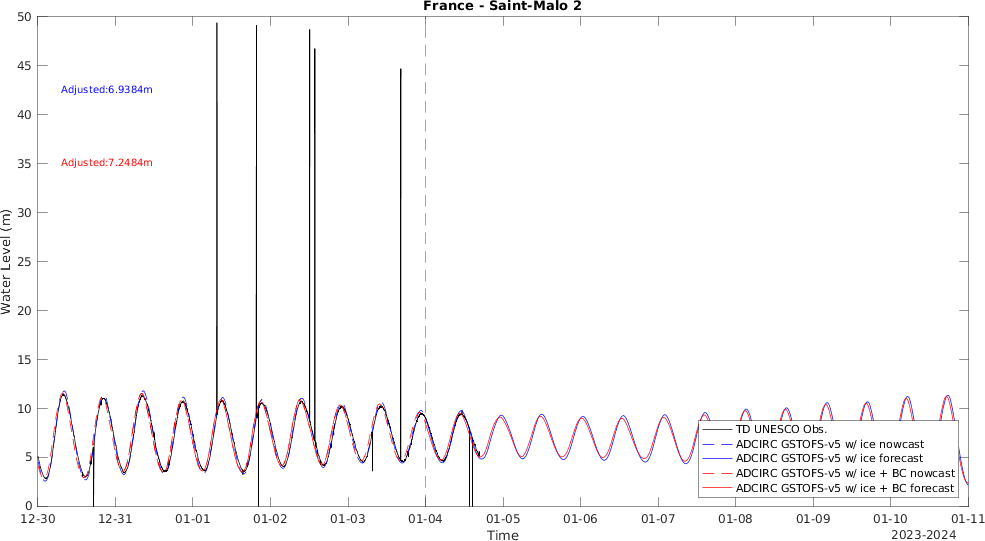 France - Saint-Malo 2
50
45
40
35
30
25
20
15
10
5
0
Water Level (m)
Adjusted:6.9384m
Adjusted:7.2484m
TD UNESCO Obs.
ADCIRC GSTOFS-v5 w/ ice nowcast
ADCIRC GSTOFS-v5 w/ ice forecast
ADCIRC GSTOFS-v5 w/ ice + BC nowcast
ADCIRC GSTOFS-v5 w/ ice + BC forecast
12-30 12-31 01-01 01-02 01-03 01-04 01-05 01-06 01-07 01-08 01-09 01-10 01-11
Time
2023-2024